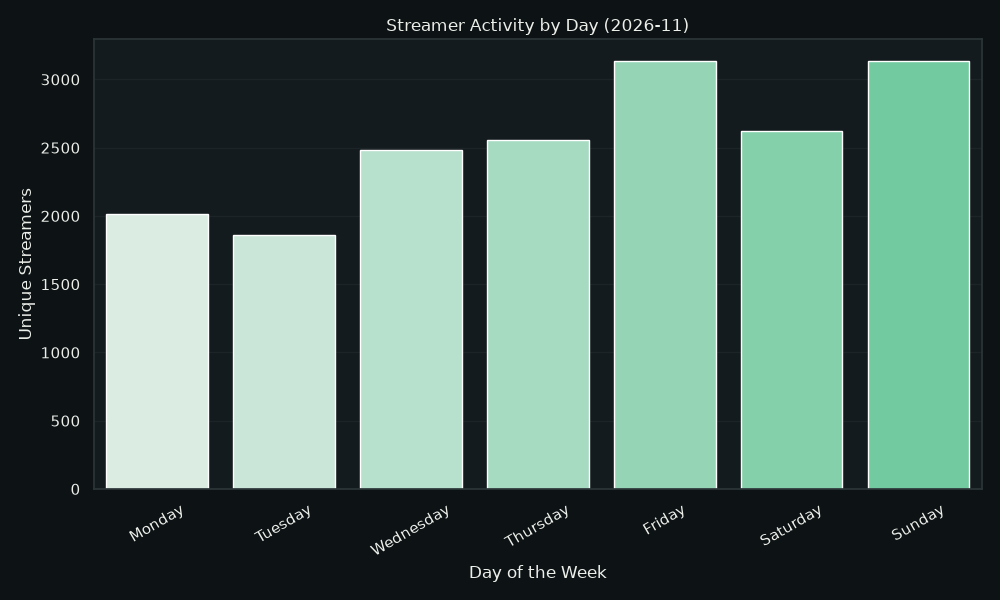 Streamer Activity by Day (2026-11)
Unique Streamers
3000
2500
2000
1500
1000
500
0
Monday
Tuesday
Wednesday
Thursday
Friday
Saturday
Sunday
Day of the Week